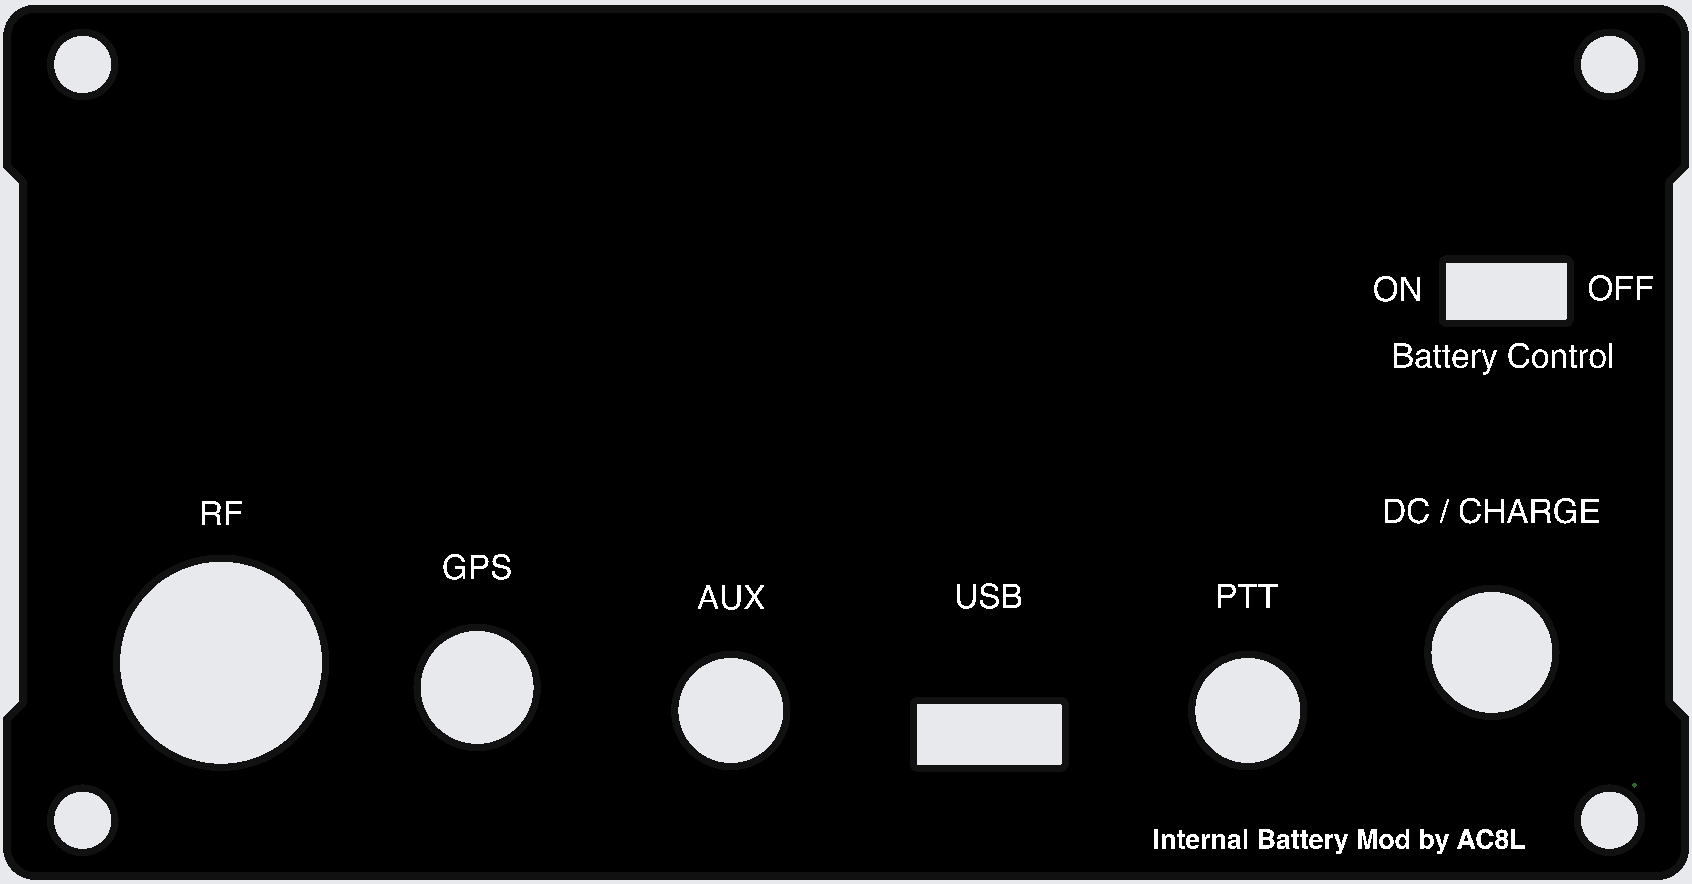 ON OFF
Battery Control
RF
DC / CHARGE
GPS
AUX
USB
PTT
Internal Battery Mod by AC8L